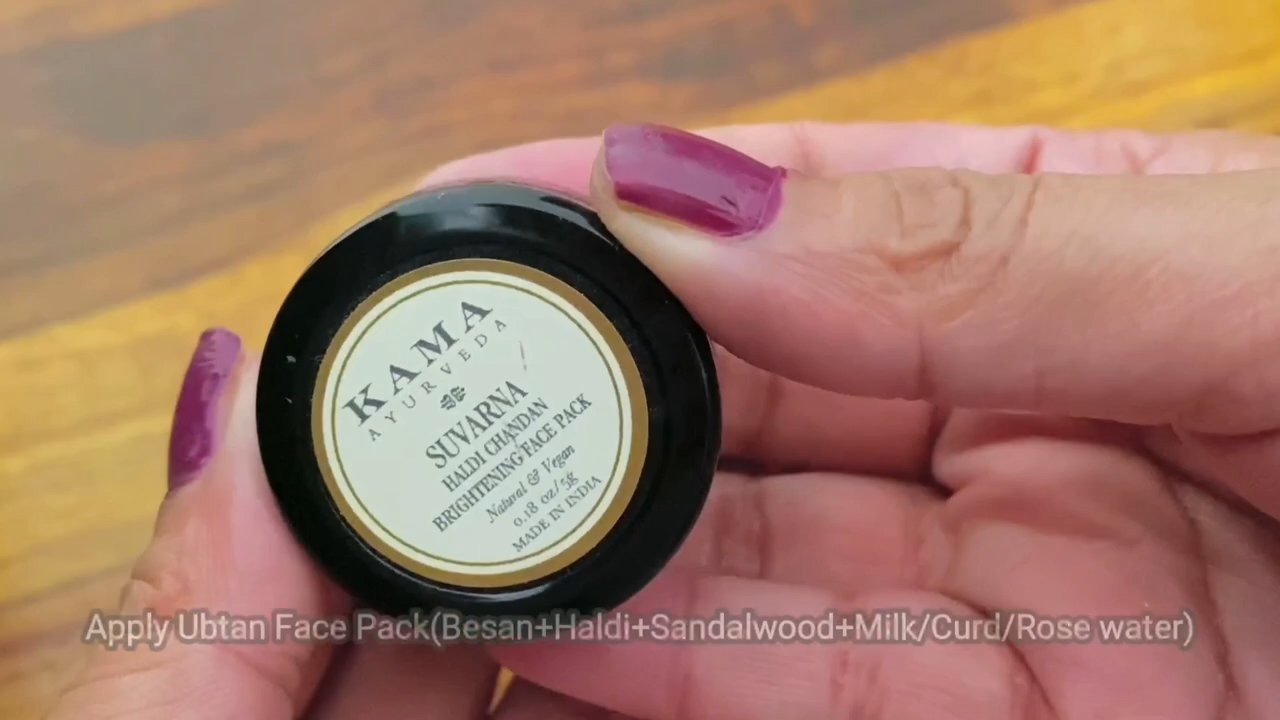 KAMA
AYURVEDA
SUVARNA
HALDI CHANDAN
BRIGHTENING FACE PACK
Natural & Vegan
0.18 oz/5g
MADE IN INDIA
Apply Ubtan Face Pack(Besan+Haldi+Sandalwood+Milk/Curd/Rose water)